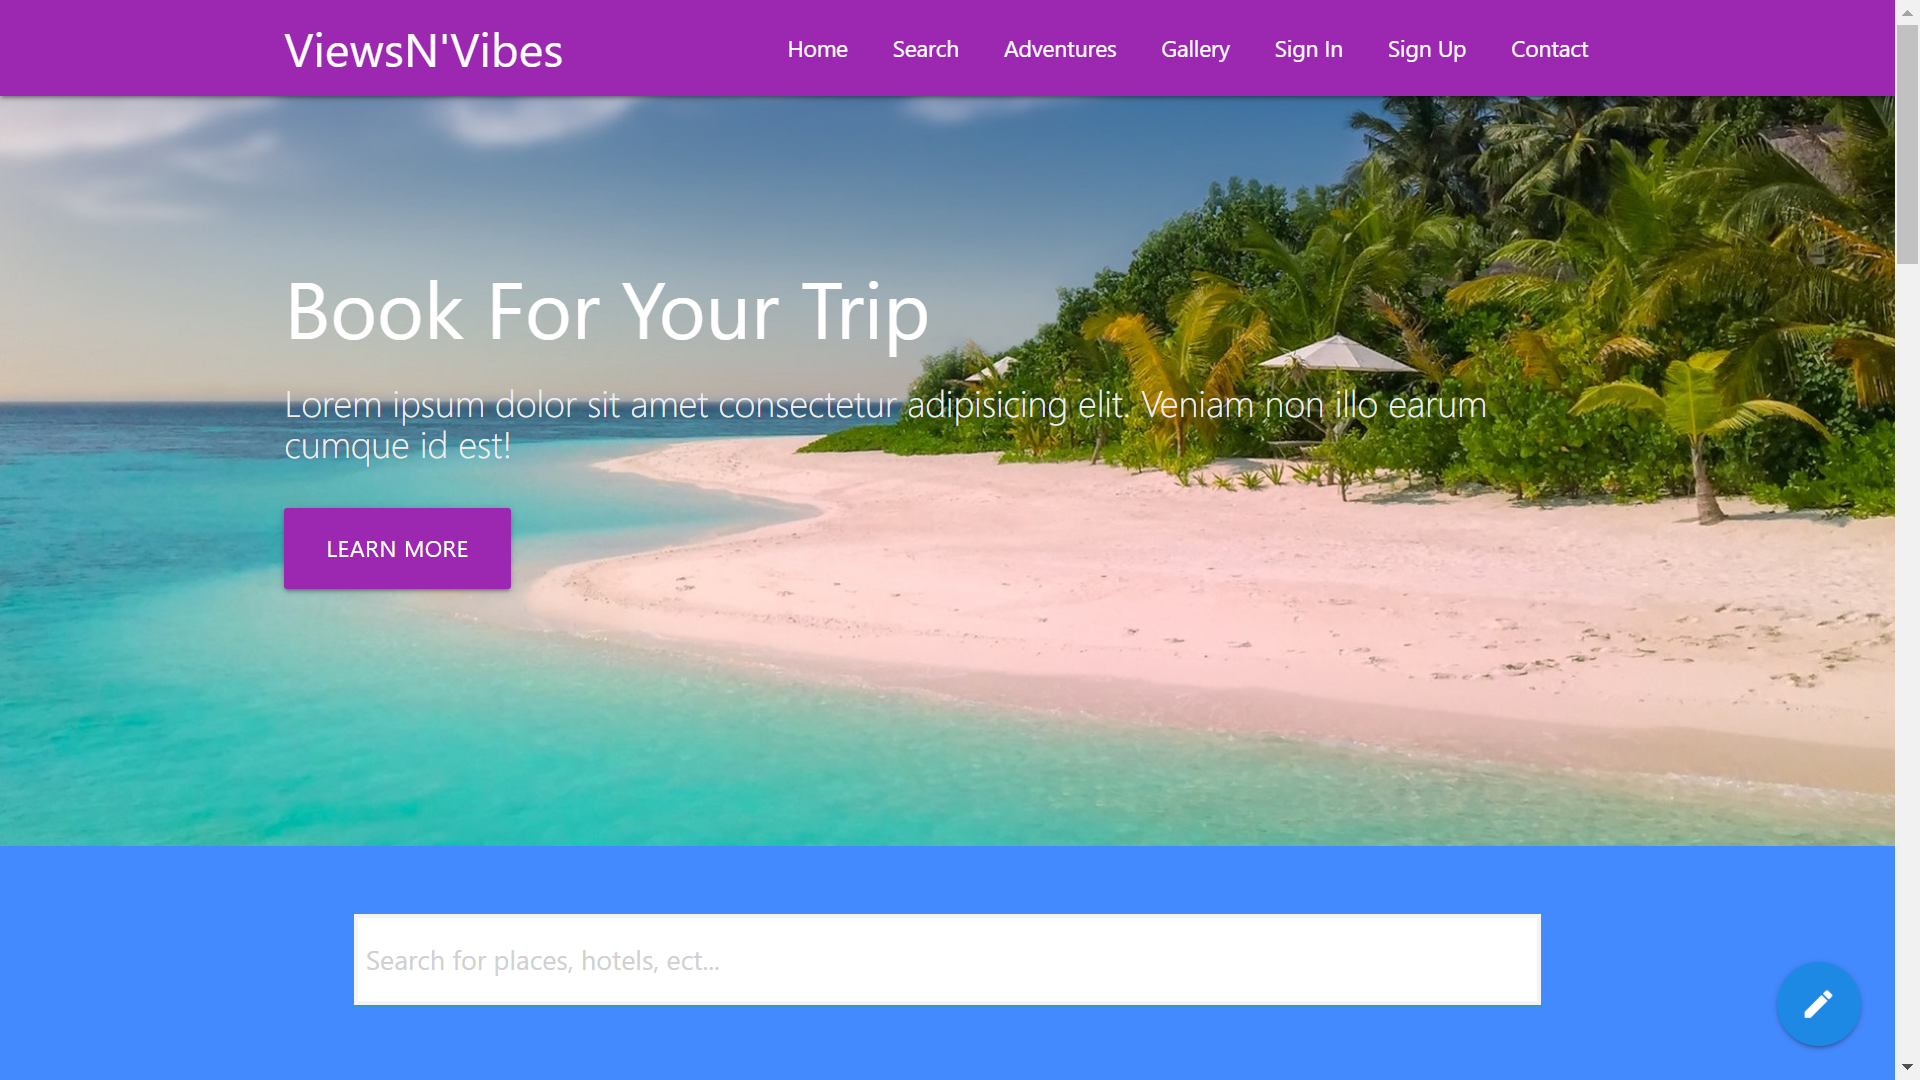 ViewsN'Vibes
Home Search Adventures Gallery Sign In Sign Up Contact
Book For Your Trip
Lorem ipsum dolor sit amet consectetur adipisicing elit. Veniam non illo earum
cumque id est!
LEARN MORE
Search for places, hotels, ect...